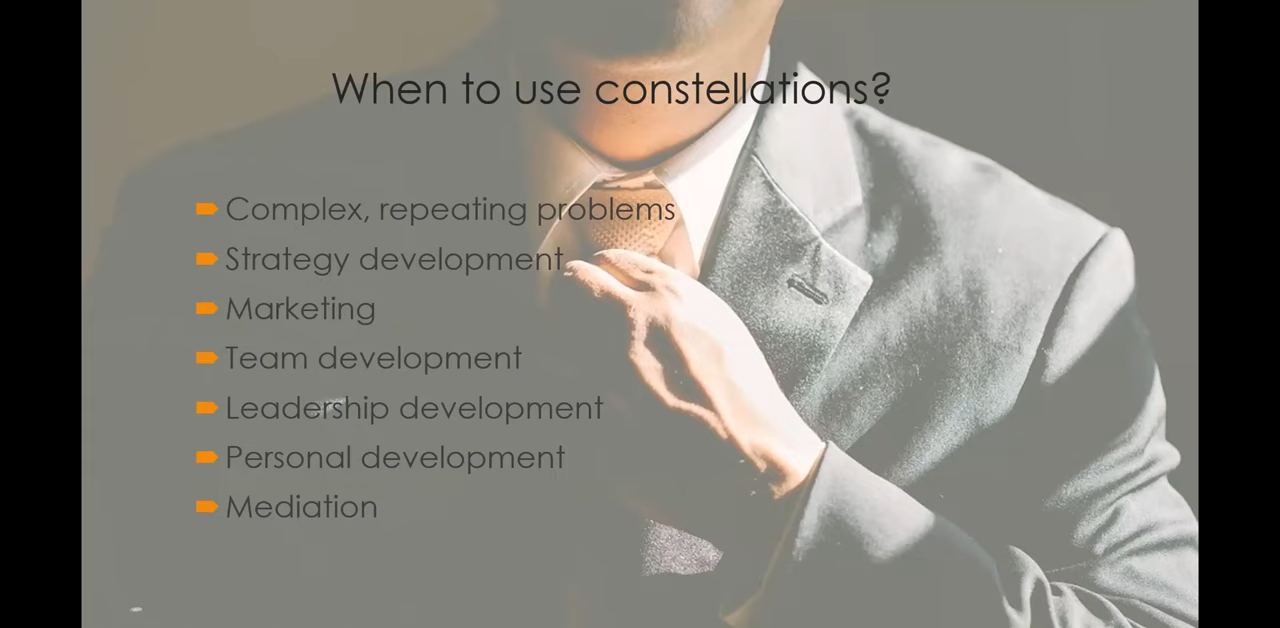 When to use constellations?
Complex, repeating problems
Strategy development
Marketing
Team development
Leadership development
Personal development
Mediation